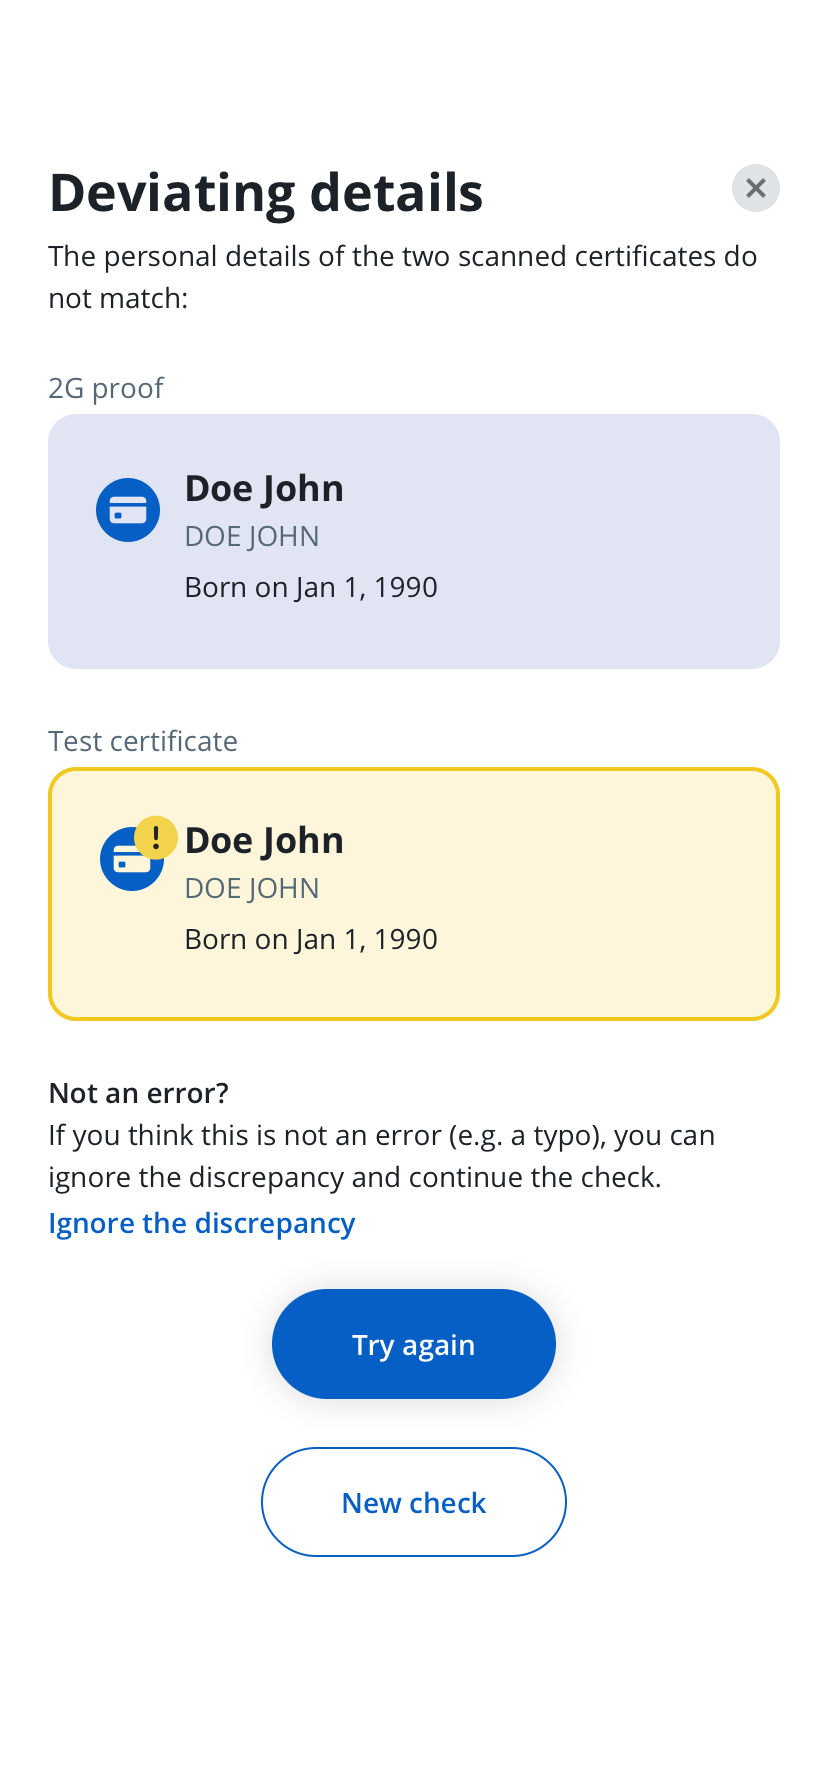 Deviating details
The personal details of the two scanned certificates do
not match:
2G proof
Doe John
DOE JOHN
Born on Jan 1, 1990
Test certificate
!
Doe John
DOE JOHN
Born on Jan 1, 1990
Not an error?
If you think this is not an error (e.g. a typo), you can
ignore the discrepancy and continue the check.
Ignore the discrepancy
Try again
New check